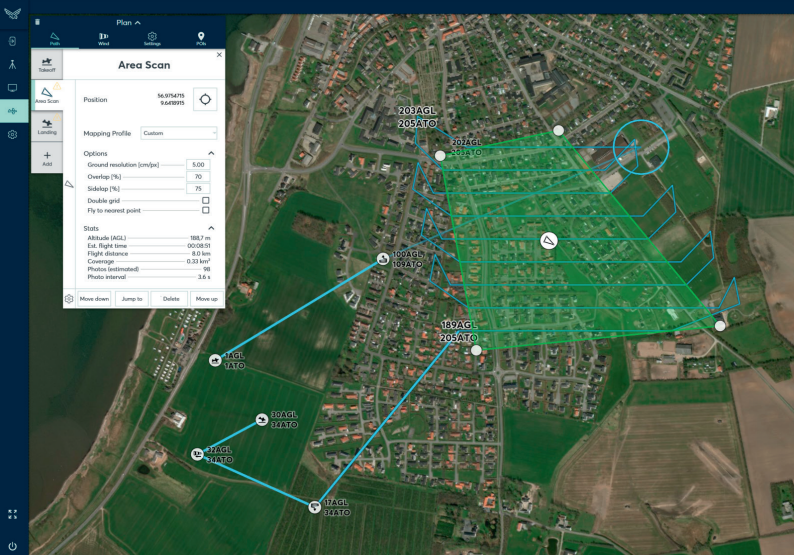 Plan
Path
Wind
Settings
POIs
Takeoff
Area Scan
Landing
Add
Area Scan
Position
56.9754715
9.6418915
Mapping Profile
Custom
Options
Ground resolution [cm/px]
5.00
Overlap [%]
70
Sidelap [%]
75
Double grid
Fly to nearest point
Stats
Altitude (AGL)
188,7 m
Est. flight time
00:08:51
Flight distance
8.0 km
Coverage
0.33 km²
Photos (estimated)
98
Photo interval
3.6 s
Move down
Jump to
Delete
Move up
203AGL
205ATO
202AGL
205ATO
100AGL
109ATO
189AGL
205ATO
1AGL
1ATO
30AGL
34ATO
32AGL
34ATO
17AGL
34ATO